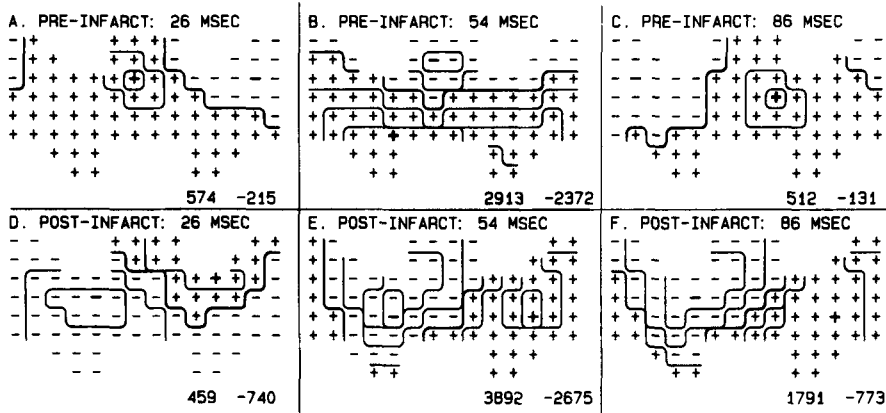 A. PRE-INFARCT: 26 MSEC
574 -215
B. PRE-INFARCT: 54 MSEC
2913 -2372
C. PRE-INFARCT: 86 MSEC
512 -131
D. POST-INFARCT: 26 MSEC
459 -740
E. POST-INFARCT: 54 MSEC
3892 -2675
F. POST-INFARCT: 86 MSEC
1791 -773